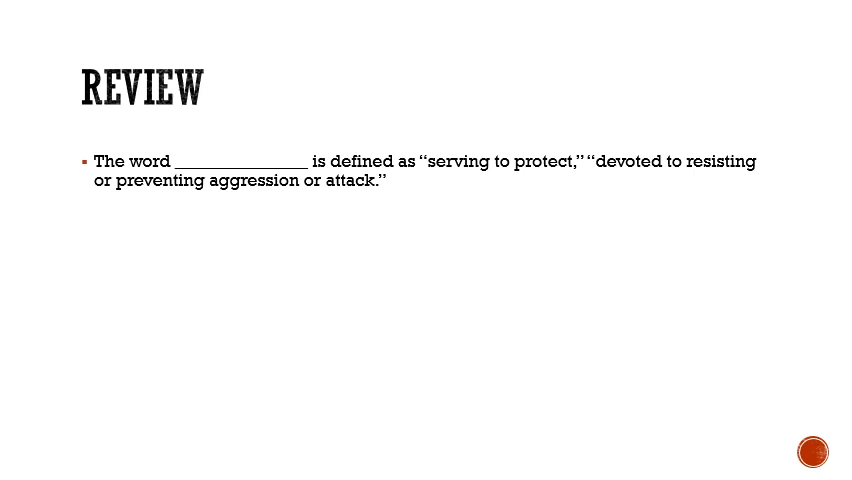 REVIEW
▪ The word _______________ is defined as “serving to protect,” “devoted to resisting
or preventing aggression or attack.”